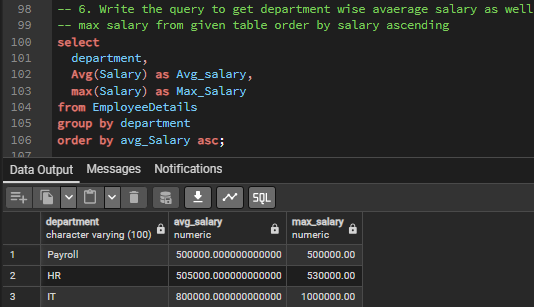 98 -- 6. Write the query to get department wise avaerage salary as well
99 -- max salary from given table order by salary ascending
100 select
101 department,
102 Avg(Salary) as Avg_salary,
103 max(Salary) as Max_Salary
104 from EmployeeDetails
105 group by department
106 order by avg_Salary asc;
107
Data Output Messages Notifications
SQL
department avg_salary max_salary
character varying (100) numeric numeric
1 Payroll 500000.000000000000 500000.00
2 HR 505000.000000000000 530000.00
3 IT 800000.000000000000 1000000.00